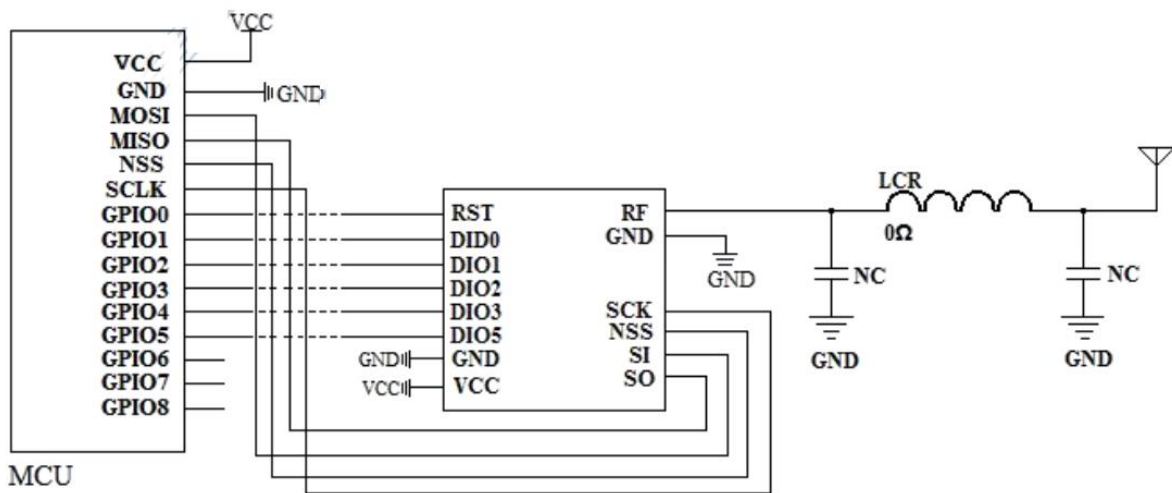 VCC
VCC
GND
GND
MOSI
MISO
NSS
SCLK
GPIO0
GPIO1
GPIO2
GPIO3
GPIO4
GPIO5
GPIO6
GPIO7
GPIO8
MCU
RST
DID0
DIO1
DIO2
DIO3
DIO5
GND
GND
VCC
VCC
RF
GND
GND
SCK
NSS
SI
SO
LCR
0Ω
NC
GND
NC
GND